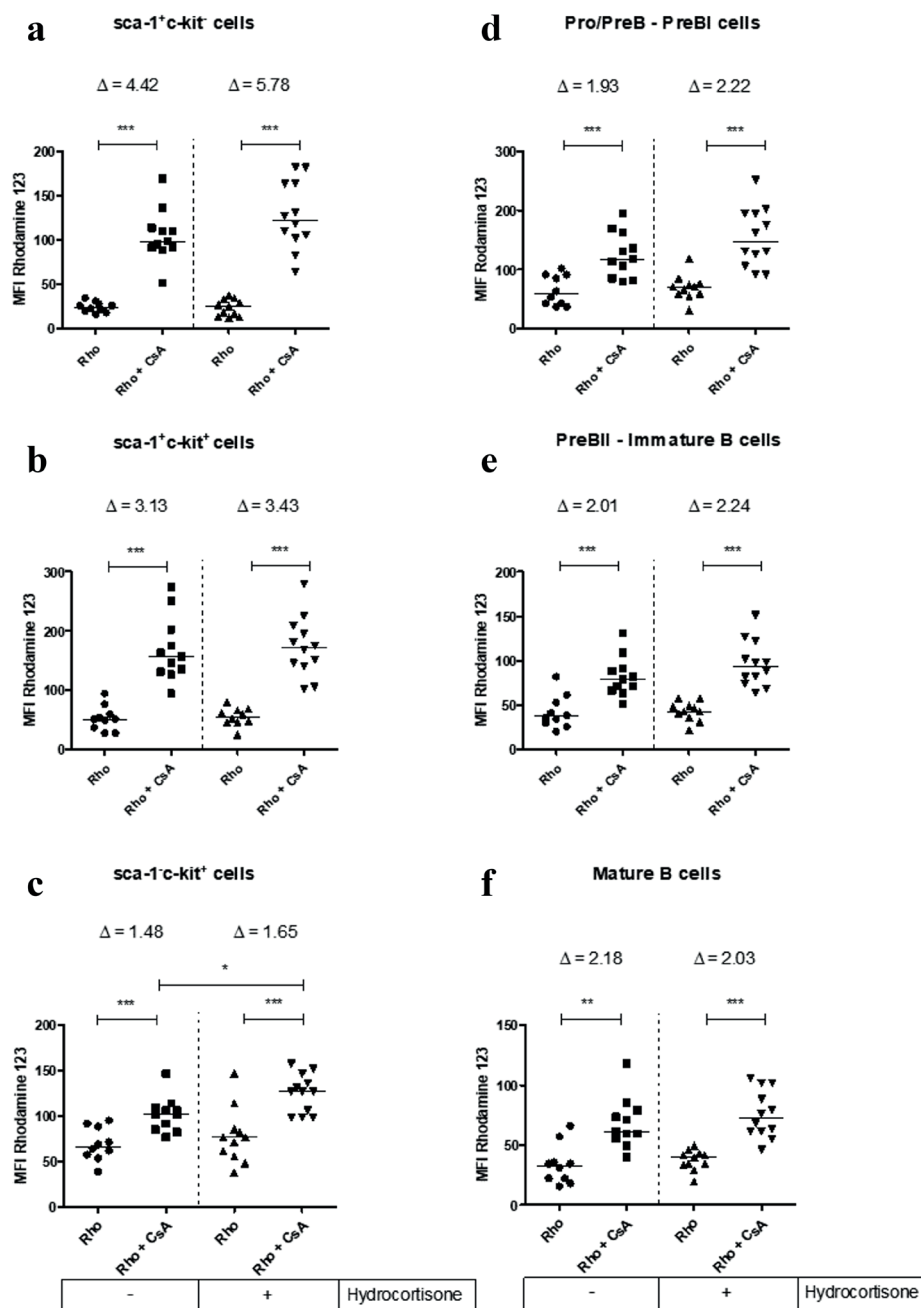 a
sca-1⁺c-kit⁻ cells
Δ = 4.42 Δ = 5.78
*** ***
MFI Rhodamine 123
200
150
100
50
0
Rho Rho + CsA Rho Rho + CsA
b
sca-1⁺c-kit⁺ cells
Δ = 3.13 Δ = 3.43
*** ***
MFI Rhodamine 123
300
200
100
0
Rho Rho + CsA Rho Rho + CsA
c
sca-1⁻c-kit⁺ cells
Δ = 1.48 Δ = 1.65
*
*** ***
MFI Rhodamine 123
200
150
100
50
0
Rho Rho + CsA Rho Rho + CsA
- + Hydrocortisone
d
Pro/PreB - PreBI cells
Δ = 1.93 Δ = 2.22
*** ***
MIF Rodamina 123
300
200
100
0
Rho Rho + CsA Rho Rho + CsA
e
PreBII - Immature B cells
Δ = 2.01 Δ = 2.24
*** ***
MFI Rhodamine 123
200
150
100
50
0
Rho Rho + CsA Rho Rho + CsA
f
Mature B cells
Δ = 2.18 Δ = 2.03
** ***
MFI Rhodamine 123
150
100
50
0
Rho Rho + CsA Rho Rho + CsA
- + Hydrocortisone